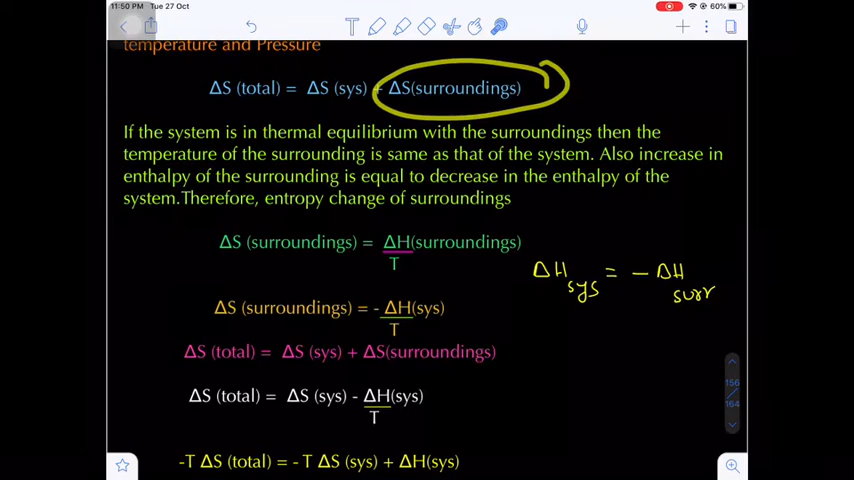 11:50 PM Tue 27 Oct
60%
temperature and Pressure
ΔS (total) = ΔS (sys) + ΔS(surroundings)
If the system is in thermal equilibrium with the surroundings then the
temperature of the surrounding is same as that of the system. Also increase in
enthalpy of the surrounding is equal to decrease in the enthalpy of the
system.Therefore, entropy change of surroundings
ΔS (surroundings) = ΔH(surroundings)
T
ΔH sys = - ΔH surr
ΔS (surroundings) = - ΔH(sys)
T
ΔS (total) = ΔS (sys) + ΔS(surroundings)
ΔS (total) = ΔS (sys) - ΔH(sys)
T
156
/
164
-T ΔS (total) = -T ΔS (sys) + ΔH(sys)